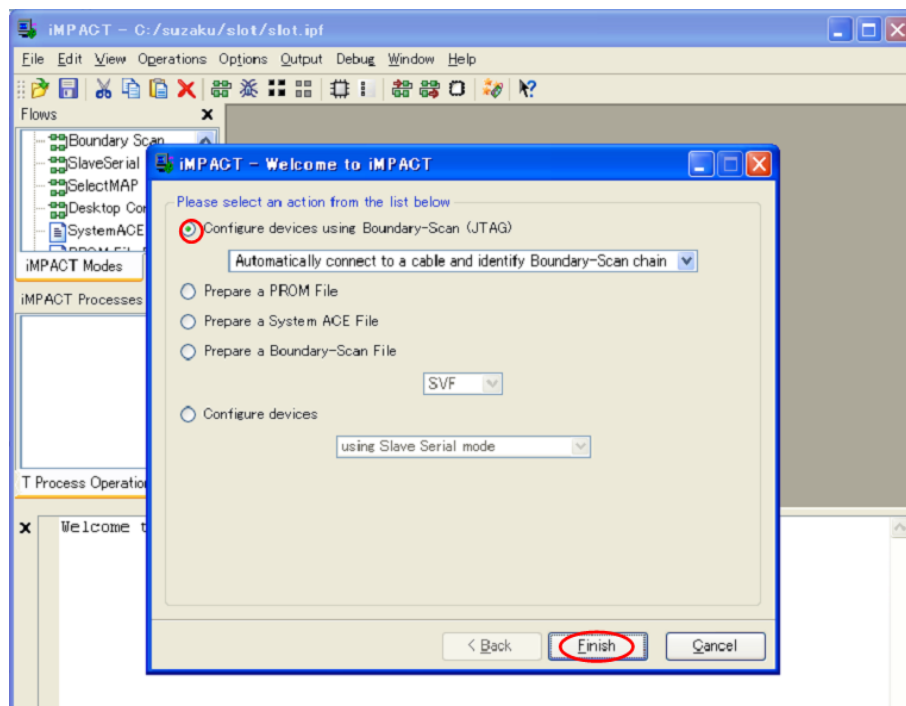 iMPACT - C:/suzaku/slot/slot.ipf
File Edit View Operations Options Output Debug Window Help
Flows
Boundary Scan
SlaveSerial
SelectMAP
Desktop Con
SystemACE
iMPACT Modes
iMPACT Processes
T Process Operation
Welcome t
iMPACT - Welcome to iMPACT
Please select an action from the list below
Configure devices using Boundary-Scan (JTAG)
Automatically connect to a cable and identify Boundary-Scan chain
Prepare a PROM File
Prepare a System ACE File
Prepare a Boundary-Scan File
SVF
Configure devices
using Slave Serial mode
< Back Finish Cancel